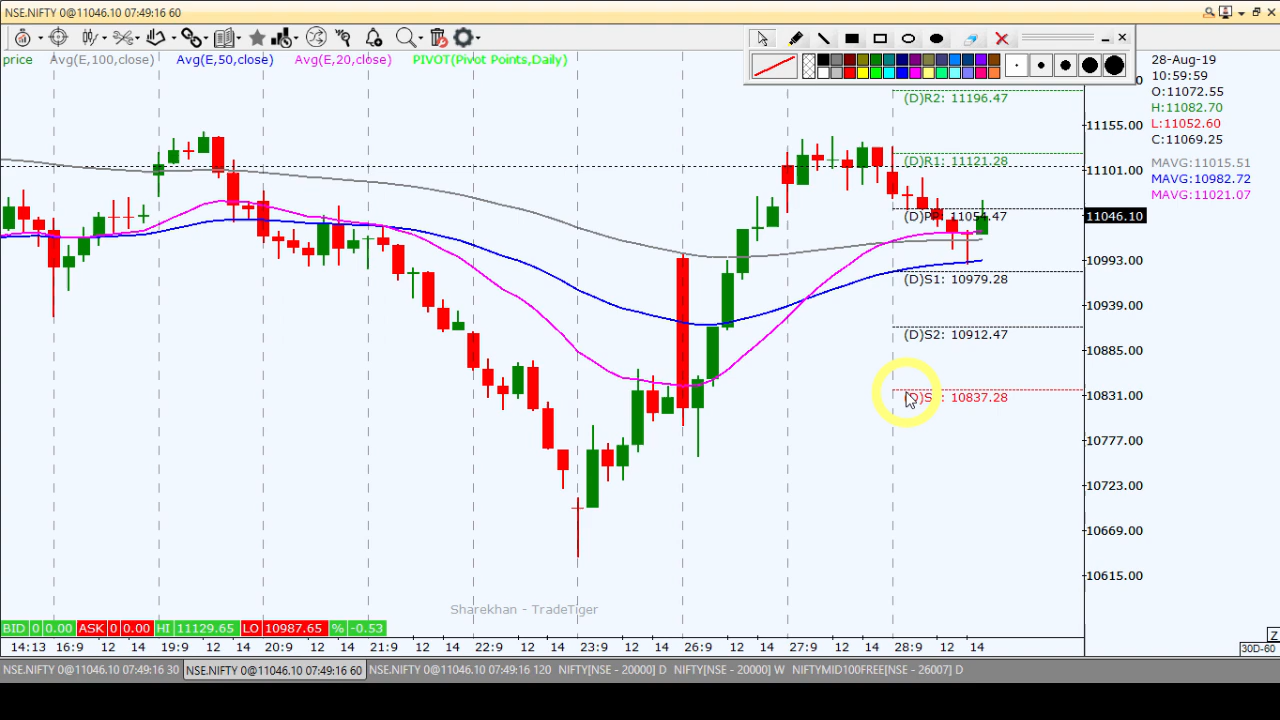 NSE.NIFTY 0@11046.10 07:49:16 60
price Avg(E,100,close) Avg(E,50,close) Avg(E,20,close) PIVOT(Pivot Points,Daily)
28-Aug-19
10:59:59
O:11072.55
H:11082.70
L:11052.60
C:11069.25
MAVG:11015.51
MAVG:10982.72
MAVG:11021.07
(D)R2: 11196.47
(D)R1: 11121.28
11054.47
(D)S1: 10979.28
(D)S2: 10912.47
10837.28
11155.00
11101.00
11046.10
10993.00
10939.00
10885.00
10831.00
10777.00
10723.00
10669.00
10615.00
Sharekhan - TradeTiger
BID 0 0.00 ASK 0 0.00 HI 11129.65 LO 10987.65 % -0.53
14:13 16:9 12 14 19:9 12 14 20:9 12 14 21:9 12 14 22:9 12 14 23:9 12 14 26:9 12 14 27:9 12 14 28:9 12 14
Z
30D-60
NSE.NIFTY 0@11046.10 07:49:16 30 NSE.NIFTY 0@11046.10 07:49:16 60 NSE.NIFTY 0@11046.10 07:49:16 120 NIFTY[NSE - 20000] D NIFTY[NSE - 20000] W NIFTYMID100FREE[NSE - 26007] D